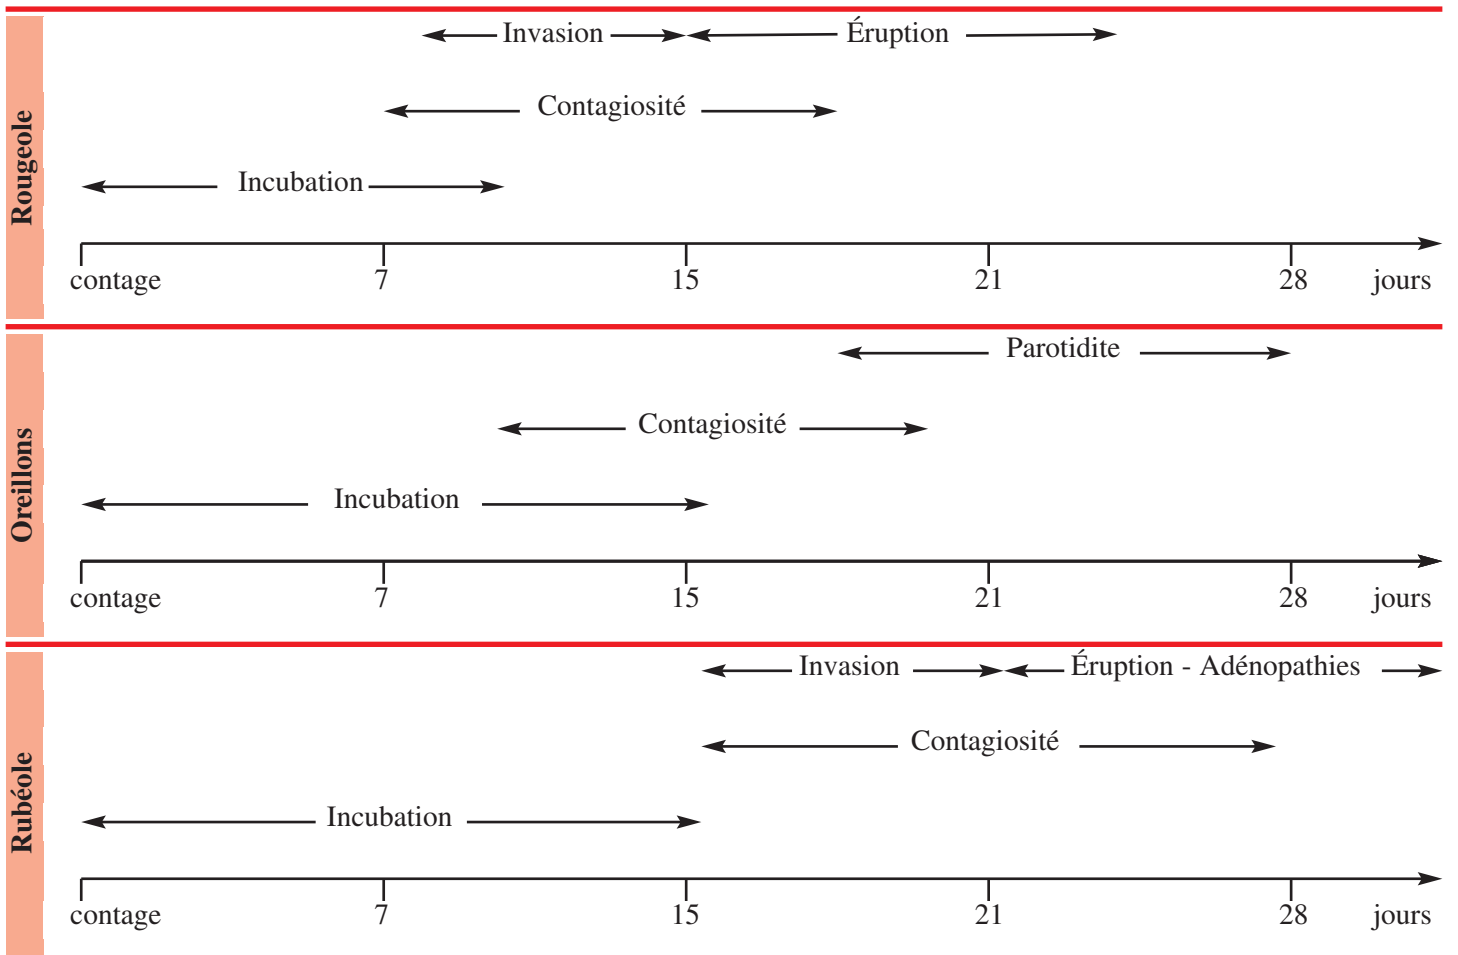 Rougeole
Invasion Éruption
Contagiosité
Incubation
contage 7 15 21 28 jours
Oreillons
Parotidite
Contagiosité
Incubation
contage 7 15 21 28 jours
Rubéole
Invasion Éruption - Adénopathies
Contagiosité
Incubation
contage 7 15 21 28 jours